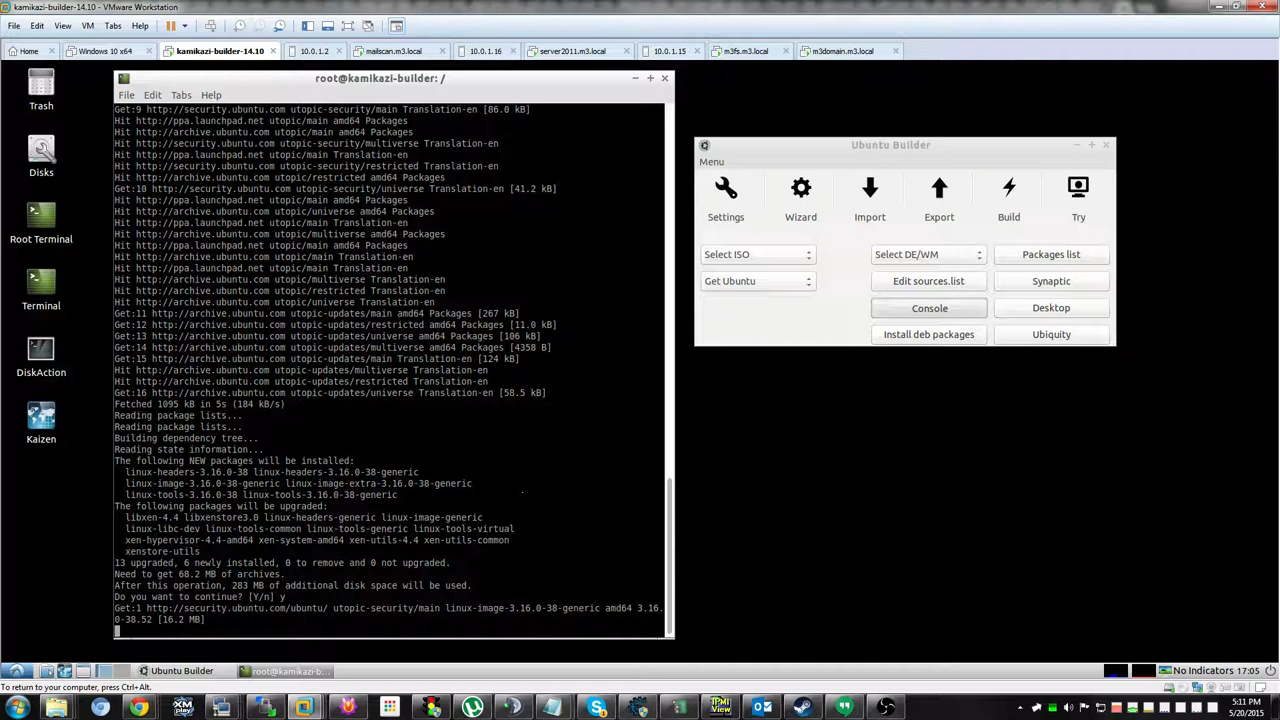 kamikazi-builder-14.10 - VMware Workstation
File Edit View VM Tabs Help
Home Windows 10 x64 kamikazi-builder-14.10 10.0.1.2 mailscan.m3.local 10.0.1.16 server2011.m3.local 10.0.1.15 m3fs.m3.local m3domain.m3.local
Trash
Disks
Root Terminal
Terminal
DiskAction
Kaizen
root@kamikazi-builder: /
File Edit Tabs Help
Get:9 http://security.ubuntu.com utopic-security/main Translation-en [86.0 kB]
Hit http://ppa.launchpad.net utopic/main amd64 Packages
Hit http://archive.ubuntu.com utopic/main amd64 Packages
Hit http://security.ubuntu.com utopic-security/multiverse Translation-en
Hit http://ppa.launchpad.net utopic/main Translation-en
Hit http://security.ubuntu.com utopic-security/restricted Translation-en
Hit http://archive.ubuntu.com utopic/restricted amd64 Packages
Get:10 http://security.ubuntu.com utopic-security/universe Translation-en [41.2 kB]
Hit http://ppa.launchpad.net utopic/main amd64 Packages
Hit http://archive.ubuntu.com utopic/universe amd64 Packages
Hit http://ppa.launchpad.net utopic/main Translation-en
Hit http://archive.ubuntu.com utopic/multiverse amd64 Packages
Hit http://ppa.launchpad.net utopic/main amd64 Packages
Hit http://archive.ubuntu.com utopic/main Translation-en
Hit http://ppa.launchpad.net utopic/main Translation-en
Hit http://archive.ubuntu.com utopic/multiverse Translation-en
Hit http://archive.ubuntu.com utopic/restricted Translation-en
Hit http://archive.ubuntu.com utopic/universe Translation-en
Get:11 http://archive.ubuntu.com utopic-updates/main amd64 Packages [267 kB]
Get:12 http://archive.ubuntu.com utopic-updates/restricted amd64 Packages [11.0 kB]
Get:13 http://archive.ubuntu.com utopic-updates/universe amd64 Packages [106 kB]
Get:14 http://archive.ubuntu.com utopic-updates/multiverse amd64 Packages [4358 B]
Get:15 http://archive.ubuntu.com utopic-updates/main Translation-en [124 kB]
Hit http://archive.ubuntu.com utopic-updates/multiverse Translation-en
Hit http://archive.ubuntu.com utopic-updates/restricted Translation-en
Get:16 http://archive.ubuntu.com utopic-updates/universe Translation-en [58.5 kB]
Fetched 1095 kB in 5s (184 kB/s)
Reading package lists...
Reading package lists...
Building dependency tree...
Reading state information...
The following NEW packages will be installed:
linux-headers-3.16.0-38 linux-headers-3.16.0-38-generic
linux-image-3.16.0-38-generic linux-image-extra-3.16.0-38-generic
linux-tools-3.16.0-38 linux-tools-3.16.0-38-generic
The following packages will be upgraded:
libxen-4.4 libxenstore3.0 linux-headers-generic linux-image-generic
linux-libc-dev linux-tools-common linux-tools-generic linux-tools-virtual
xen-hypervisor-4.4-amd64 xen-system-amd64 xen-utils-4.4 xen-utils-common
xenstore-utils
13 upgraded, 6 newly installed, 0 to remove and 0 not upgraded.
Need to get 68.2 MB of archives.
After this operation, 283 MB of additional disk space will be used.
Do you want to continue? [Y/n] y
Get:1 http://security.ubuntu.com/ubuntu/ utopic-security/main linux-image-3.16.0-38-generic amd64 3.16.
0-38.52 [16.2 MB]
Ubuntu Builder
Menu
Settings Wizard Import Export Build Try
Select ISO Select DE/WM Packages list
Get Ubuntu Edit sources.list Synaptic
Console Desktop
Install deb packages Ubiquity
Ubuntu Builder root@kamikazi-b... No Indicators 17:05
To return to your computer, press Ctrl+Alt.
XM play IPMI View
5:11 PM
5/20/2015